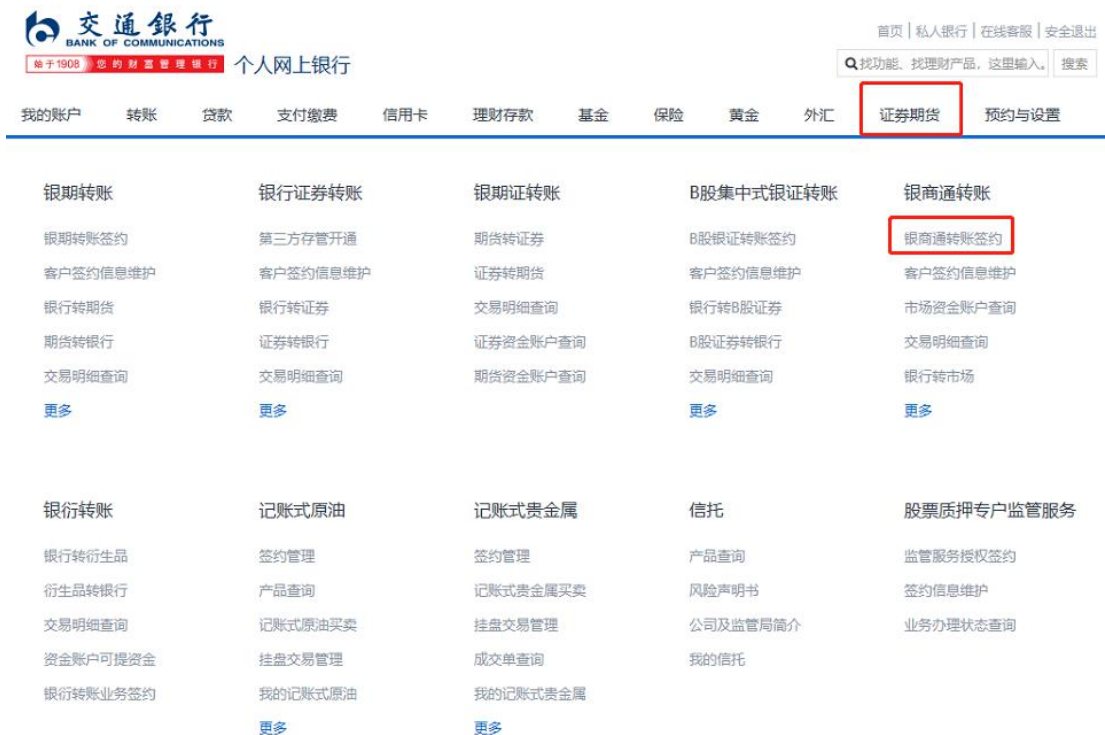 交通銀行
BANK OF COMMUNICATIONS
始于1908 您的财富管理银行
个人网上银行
首页 | 私人银行 | 在线客服 | 安全退出
找功能、找理财产品，这里输入。 搜索
我的账户 转账 贷款 支付缴费 信用卡 理财存款 基金 保险 黄金 外汇 证券期货 预约与设置
银期转账 银行证券转账 银期证转账 B股集中式银证转账 银商通转账
银期转账签约 第三方存管开通 期货转证券 B股银证转账签约 银商通转账签约
客户签约信息维护 客户签约信息维护 证券转期货 客户签约信息维护 客户签约信息维护
银行转期货 银行转证券 交易明细查询 银行转B股证券 市场资金账户查询
期货转银行 证券转银行 证券资金账户查询 B股证券转银行 交易明细查询
交易明细查询 交易明细查询 期货资金账户查询 交易明细查询 银行转市场
更多 更多 更多 更多
银衍转账 记账式原油 记账式贵金属 信托 股票质押专户监管服务
银行转衍生品 签约管理 签约管理 产品查询 监管服务授权签约
衍生品转银行 产品查询 记账式贵金属买卖 风险声明书 签约信息维护
交易明细查询 记账式原油买卖 挂盘交易管理 公司及监管局简介 业务办理状态查询
资金账户可提资金 挂盘交易管理 成交单查询 我的信托
银衍转账业务签约 我的记账式原油 我的记账式贵金属
更多 更多